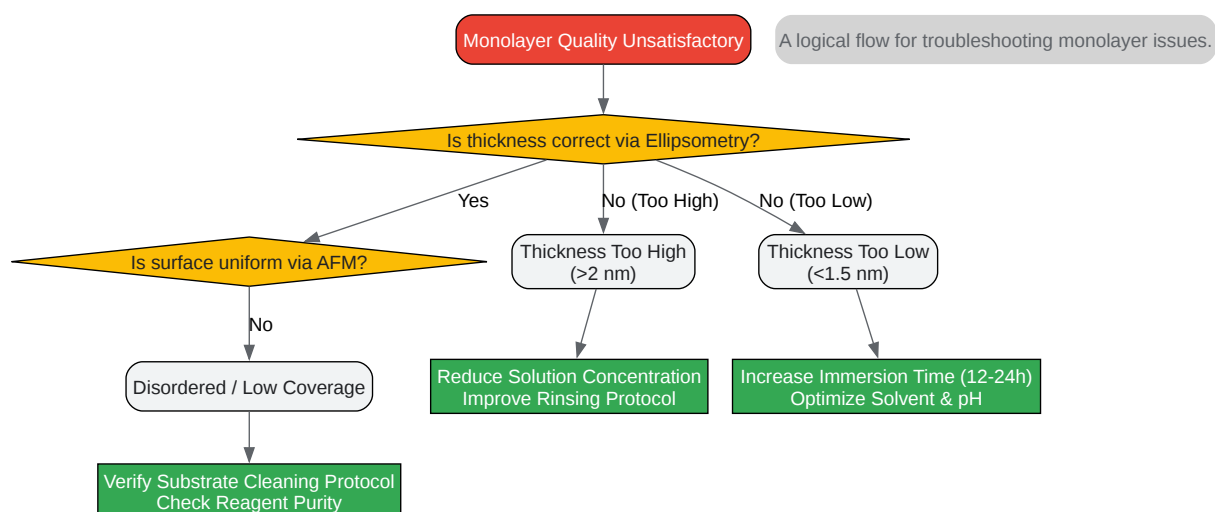 Monolayer Quality Unsatisfactory
A logical flow for troubleshooting monolayer issues.
Is thickness correct via Ellipsometry?
Yes
No (Too High)
No (Too Low)
Is surface uniform via AFM?
Thickness Too High
(>2 nm)
Thickness Too Low
(<1.5 nm)
No
Disordered / Low Coverage
Reduce Solution Concentration
Improve Rinsing Protocol
Increase Immersion Time (12-24h)
Optimize Solvent & pH
Verify Substrate Cleaning Protocol
Check Reagent Purity